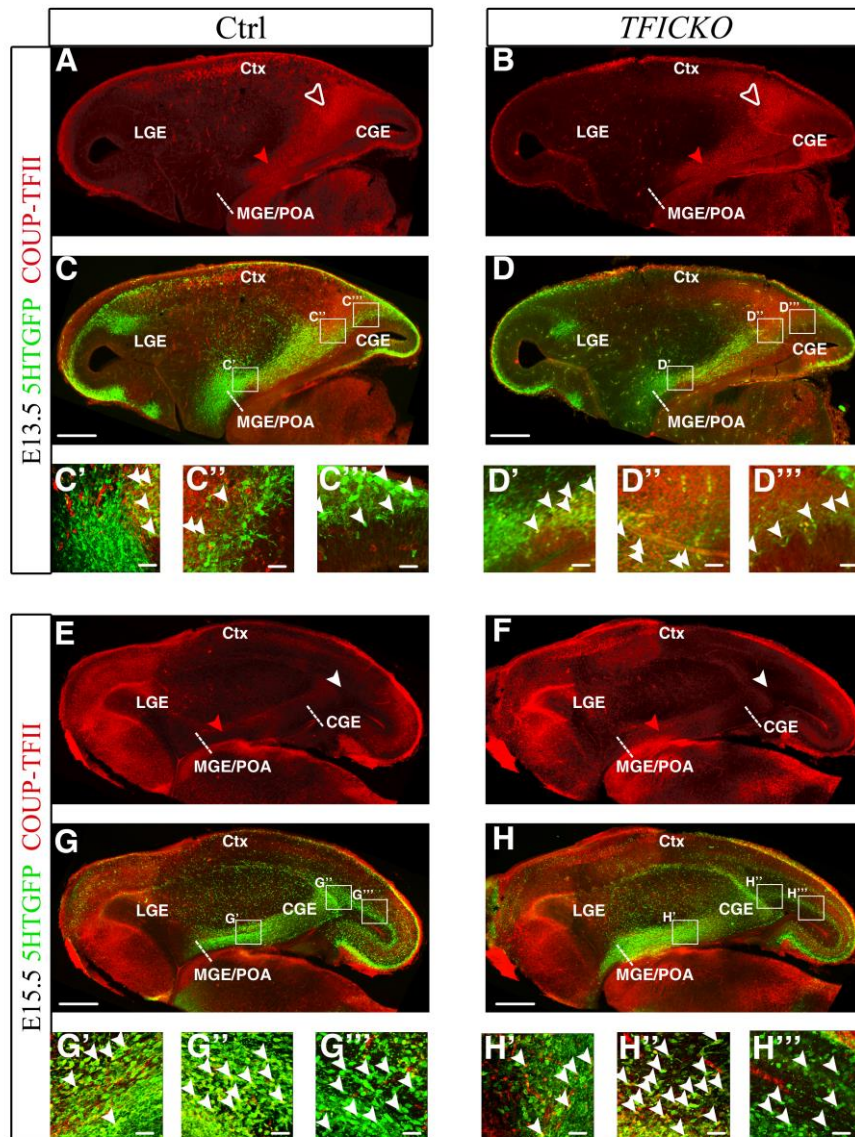 Ctrl
TFICKO
E13.5 5HTGFP COUP-TFII
A
Ctx
LGE
CGE
MGE/POA
B
Ctx
LGE
CGE
MGE/POA
C
Ctx
C'''
C''
LGE
CGE
C'
MGE/POA
D
Ctx
D'''
D''
LGE
CGE
D'
MGE/POA
C'
C''
C'''
D'
D''
D'''
E15.5 5HTGFP COUP-TFII
E
Ctx
LGE
CGE
MGE/POA
F
Ctx
LGE
CGE
MGE/POA
G
Ctx
G''
G'''
LGE
CGE
G'
MGE/POA
H
Ctx
H''
H'''
LGE
CGE
H'
MGE/POA
G'
G''
G'''
H'
H''
H'''